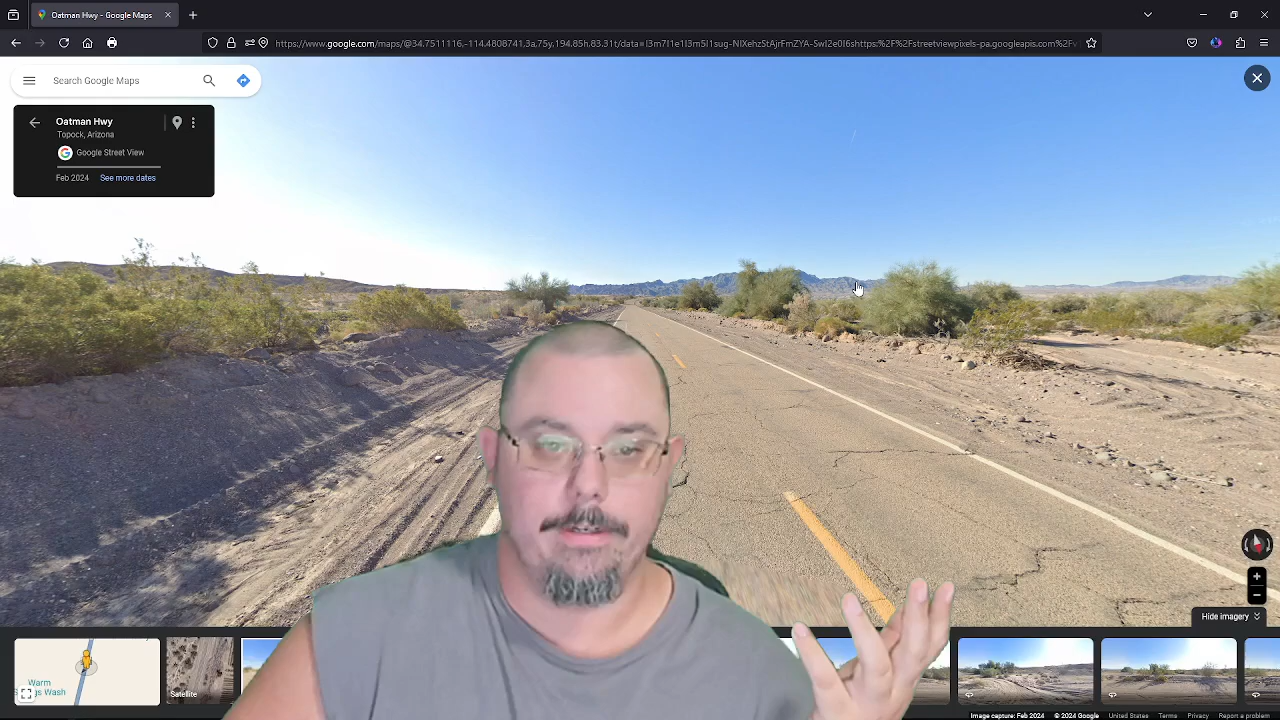 Oatman Hwy - Google Maps
Search Google Maps
Oatman Hwy
Topock, Arizona
Google Street View
Feb 2024 See more dates
Hide imagery
Warm
gs Wash
Satellite
Image capture: Feb 2024 © 2024 Google United States Terms Privacy Report a problem